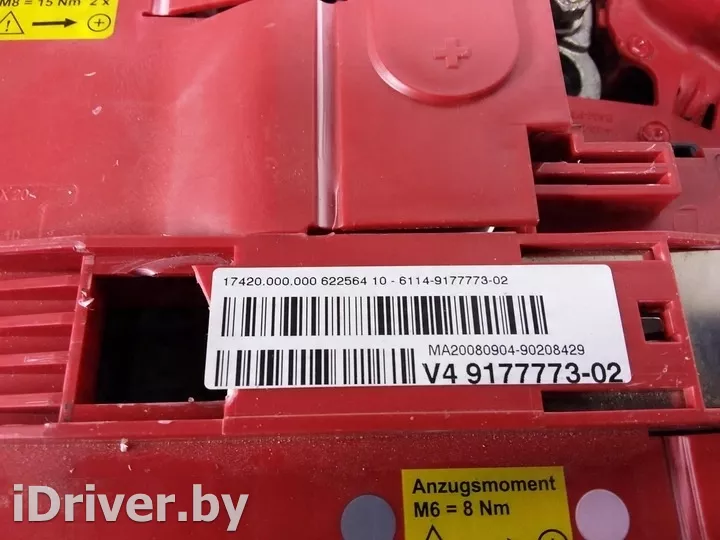 M8 = 15 Nm 2 x
17420.000.000 622564 10 - 6114-9177773-02
MA20080904-90208429
V4 9177773-02
Anzugsmoment
M6 = 8 Nm
iDriver.by